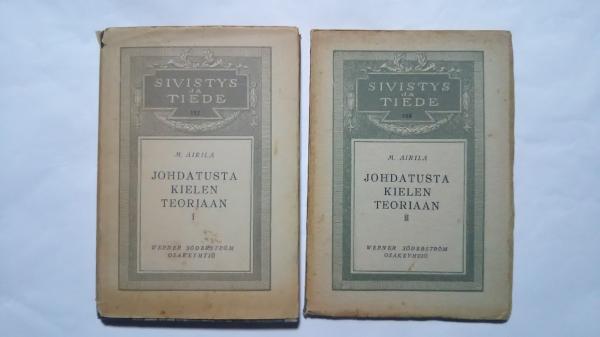 SIVISTYS
JA
TIEDE
M. AIRILA
JOHDATUSTA
KIELEN
TEORIAAN
I
WERNER SÖDERSTRÖM
OSAKEYHTIÖ
SIVISTYS
JA
TIEDE
M. AIRILA
JOHDATUSTA
KIELEN
TEORIAAN
II
WERNER SÖDERSTRÖM
OSAKEYHTIÖ